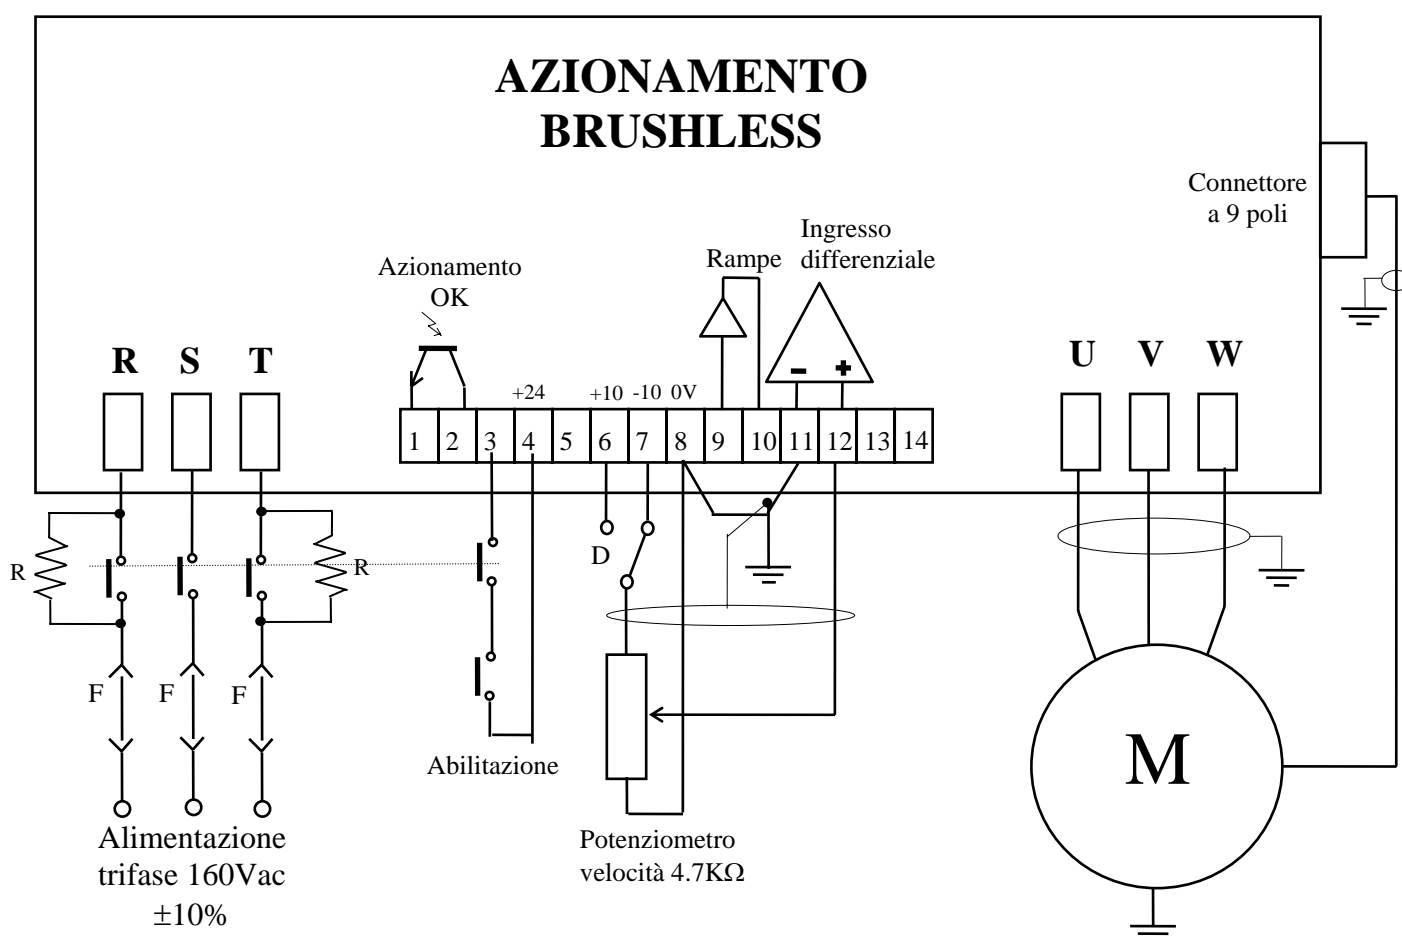 AZIONAMENTO
BRUSHLESS
Connettore
a 9 poli
Ingresso
differenziale
Rampe
Azionamento
OK
R S T
U V W
+24 +10 -10 0V
1 2 3 4 5 6 7 8 9 10 11 12 13 14
D
R R
F F F
M
Abilitazione
Alimentazione
trifase 160Vac
±10%
Potenziometro
velocità 4.7KΩ